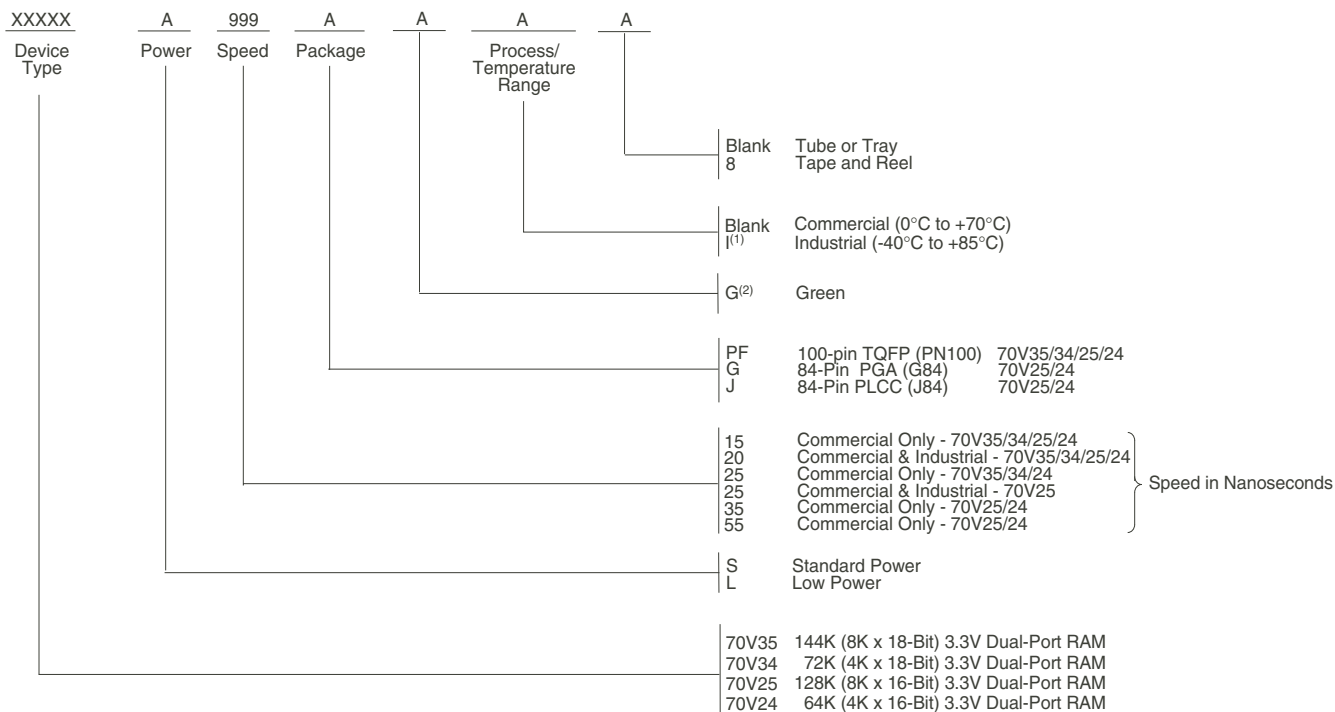 XXXXX A 999 A A A A
Device Type Power Speed Package Process/ Temperature Range
Blank Tube or Tray
8 Tape and Reel
Blank Commercial (0°C to +70°C)
I(1) Industrial (-40°C to +85°C)
G(2) Green
PF 100-pin TQFP (PN100) 70V35/34/25/24
G 84-Pin PGA (G84) 70V25/24
J 84-Pin PLCC (J84) 70V25/24
15 Commercial Only - 70V35/34/25/24
20 Commercial & Industrial - 70V35/34/25/24
25 Commercial Only - 70V35/34/24
25 Commercial & Industrial - 70V25
35 Commercial Only - 70V25/24
55 Commercial Only - 70V25/24
Speed in Nanoseconds
S Standard Power
L Low Power
70V35 144K (8K x 18-Bit) 3.3V Dual-Port RAM
70V34 72K (4K x 18-Bit) 3.3V Dual-Port RAM
70V25 128K (8K x 16-Bit) 3.3V Dual-Port RAM
70V24 64K (4K x 16-Bit) 3.3V Dual-Port RAM